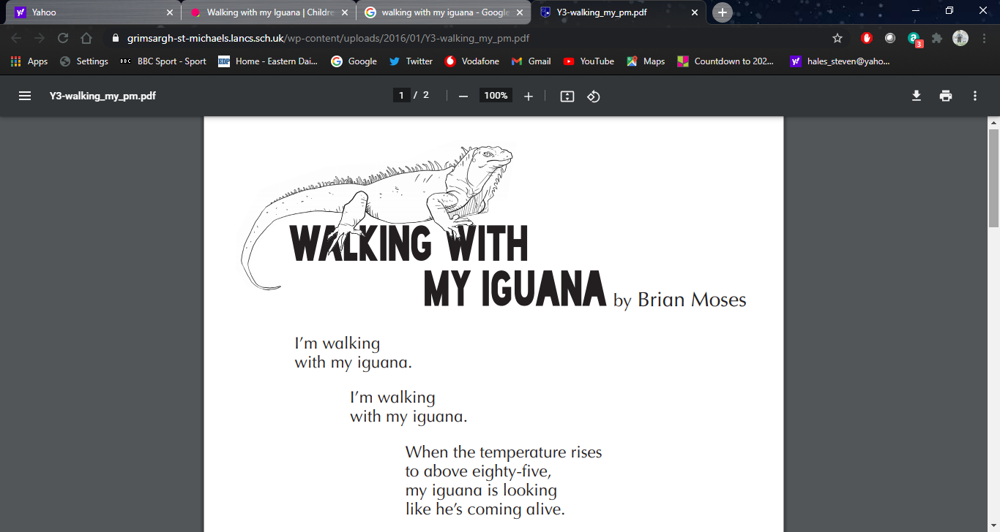 Yahoo
Walking with my Iguana | Childre
walking with my iguana - Google
Y3-walking_my_pm.pdf
grimsargh-st-michaels.lancs.sch.uk/wp-content/uploads/2016/01/Y3-walking_my_pm.pdf
3
Apps
Settings
BBC BBC Sport - Sport
EDP Home - Eastern Dai...
Google
Twitter
Vodafone
Gmail
YouTube
Maps
Countdown to 202...
hales_steven@yaho...
Y3-walking_my_pm.pdf
1 / 2
100%
WALKING WITH
MY IGUANA by Brian Moses
I'm walking
with my iguana.
I'm walking
with my iguana.
When the temperature rises
to above eighty-five,
my iguana is looking
like he's coming alive.